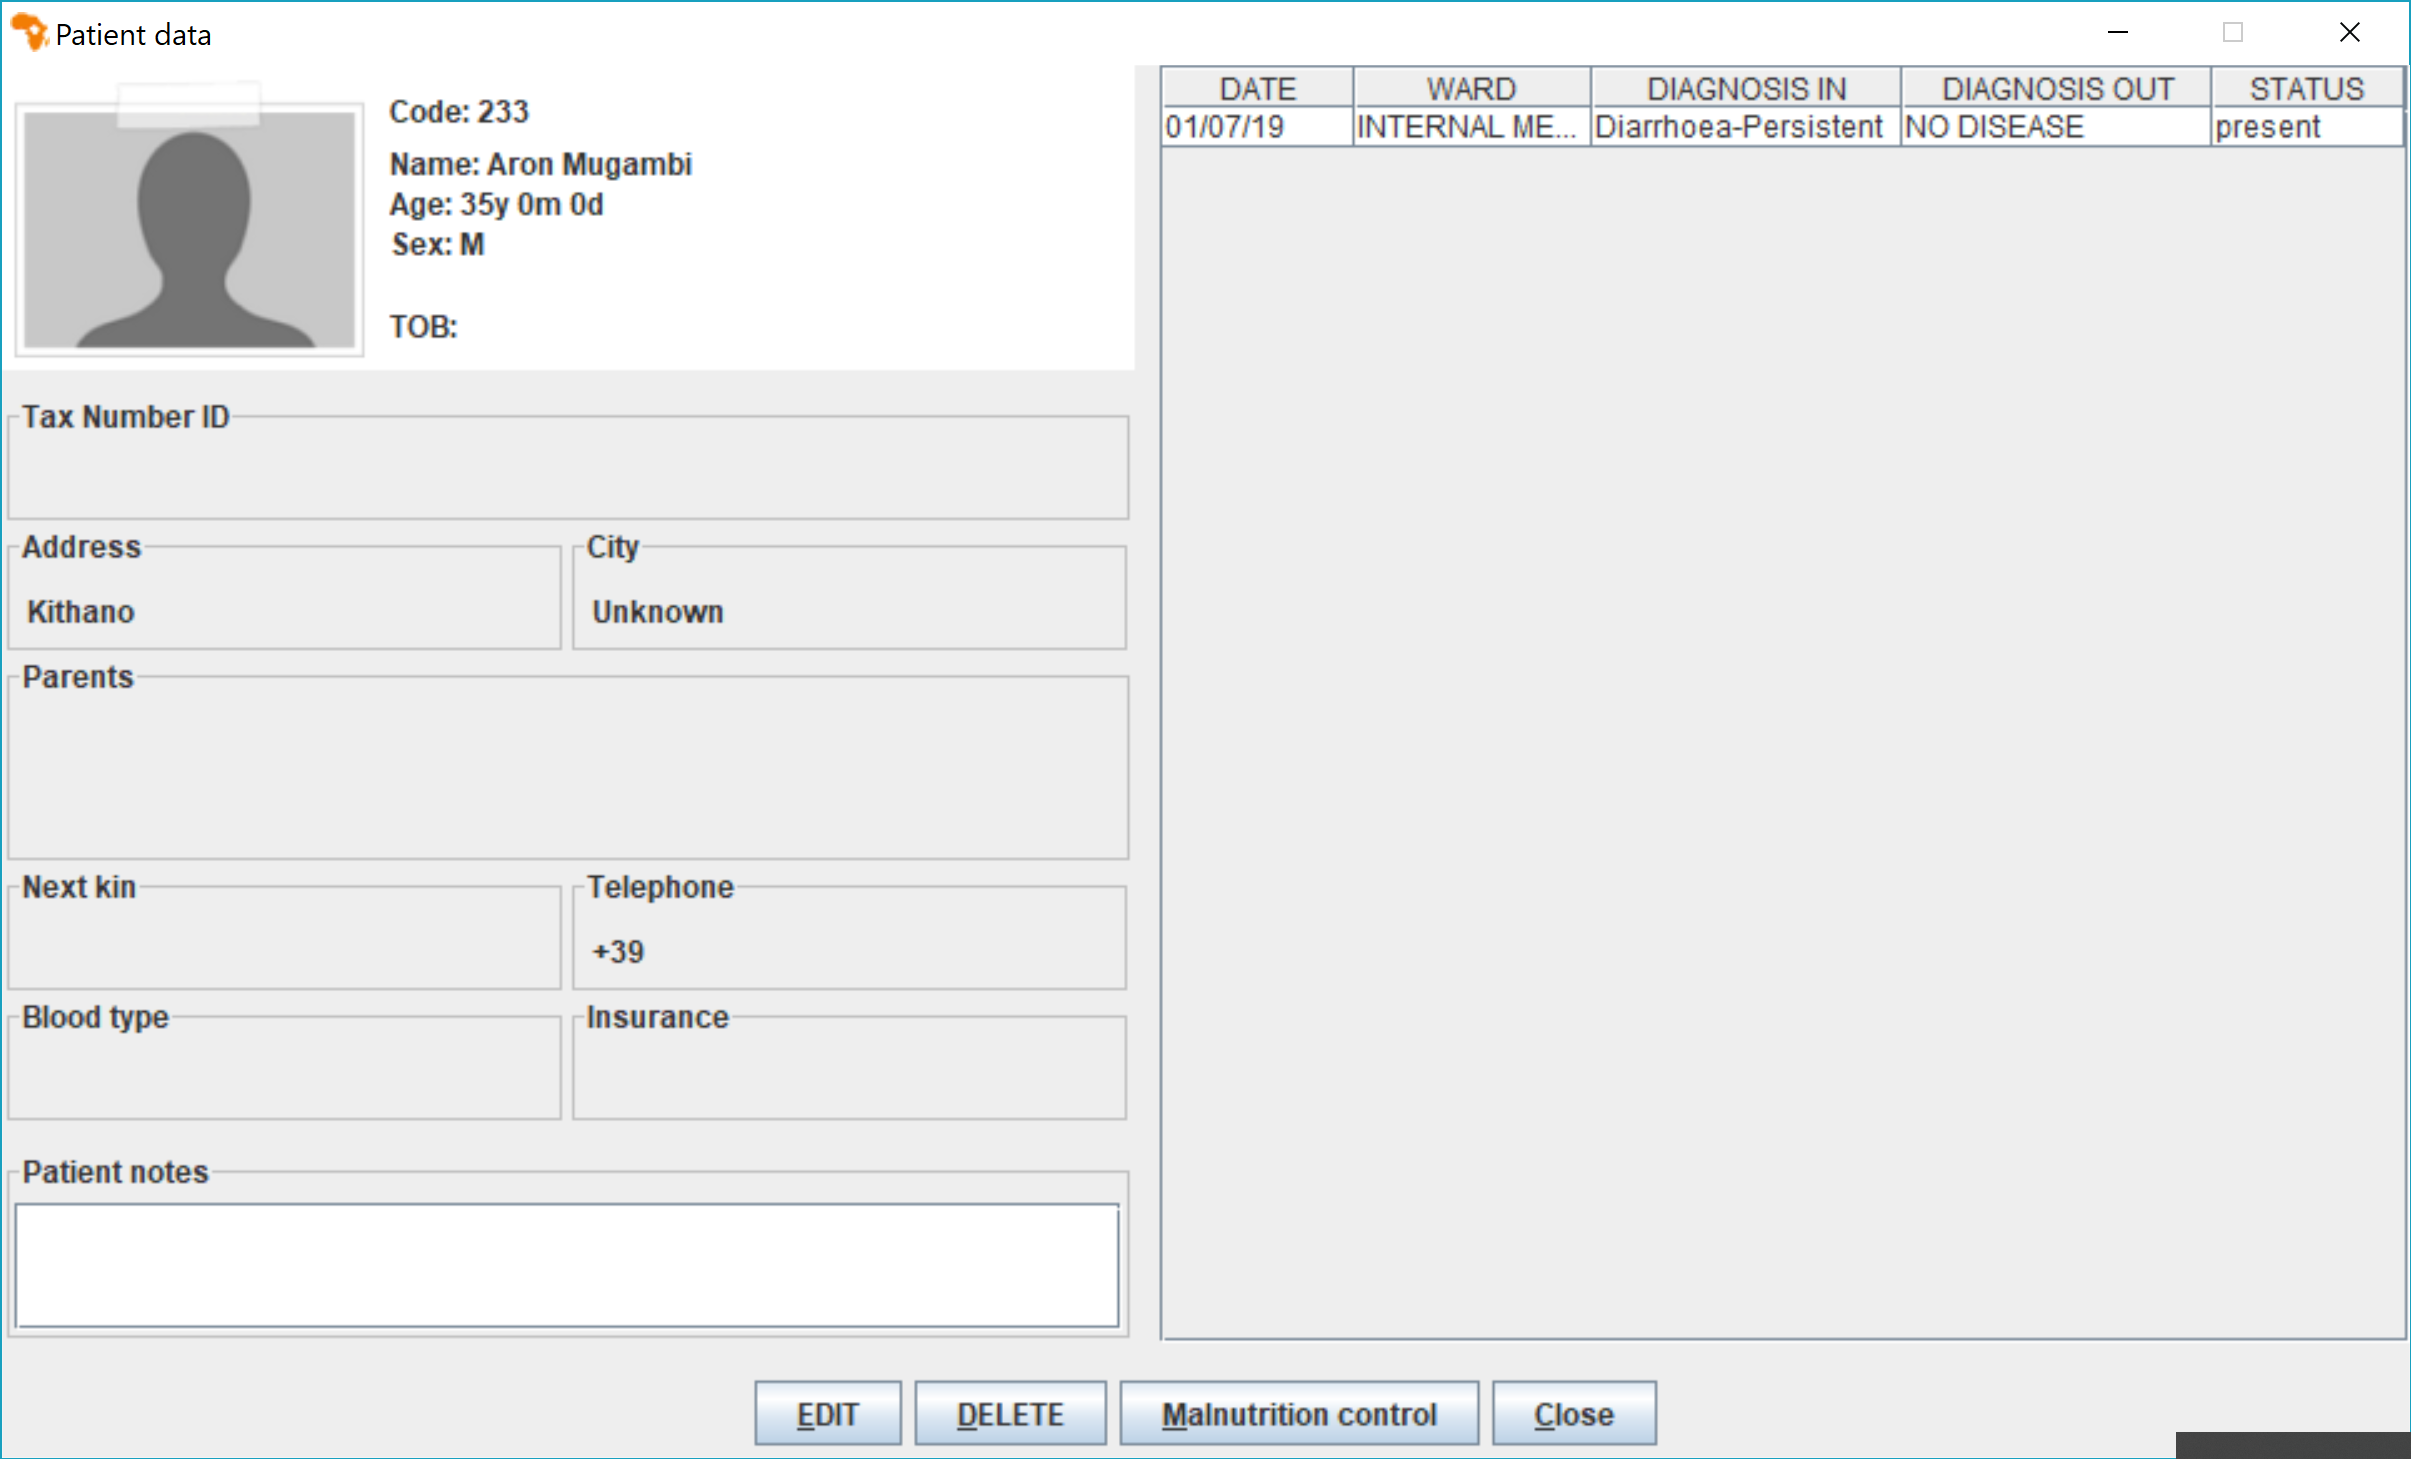 Patient data
Code: 233
Name: Aron Mugambi
Age: 35y 0m 0d
Sex: M
TOB:
Tax Number ID
Address
Kithano
City
Unknown
Parents
Next kin
Telephone
+39
Blood type
Insurance
Patient notes
DATE WARD DIAGNOSIS IN DIAGNOSIS OUT STATUS
01/07/19 INTERNAL ME... Diarrhoea-Persistent NO DISEASE present
EDIT DELETE Malnutrition control Close